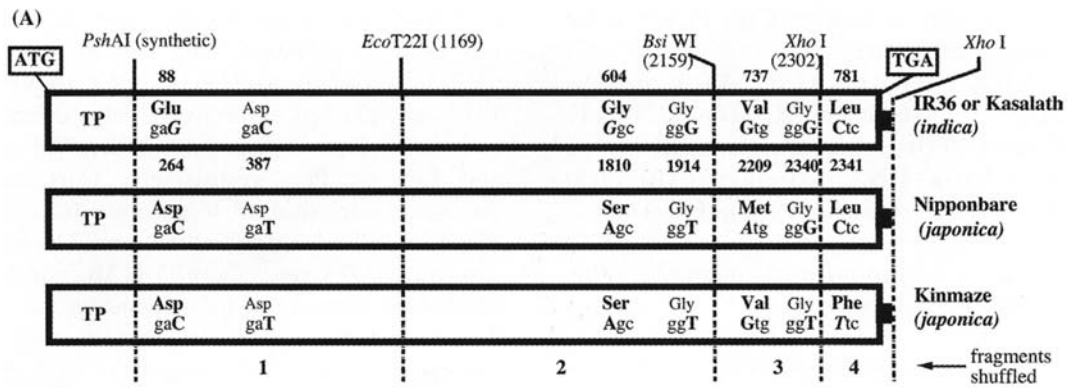 (A)
PshAI (synthetic) EcoT22I (1169) Bsi WI Xho I Xho I
(2159) (2302)
ATG 88 604 737 781 TGA
Glu Asp Gly Gly Val Gly Leu IR36 or Kasalath
TP gaG gaC Ggc ggG Gtg ggG Ctc (indica)
264 387 1810 1914 2209 2340 2341
Asp Asp Ser Gly Met Gly Leu Nipponbare
TP gaC gaT Agc ggT Atg ggG Ctc (japonica)
Asp Asp Ser Gly Val Gly Phe Kinmaze
TP gaC gaT Agc ggT Gtg ggT Ttc (japonica)
1 2 3 4 fragments
shuffled